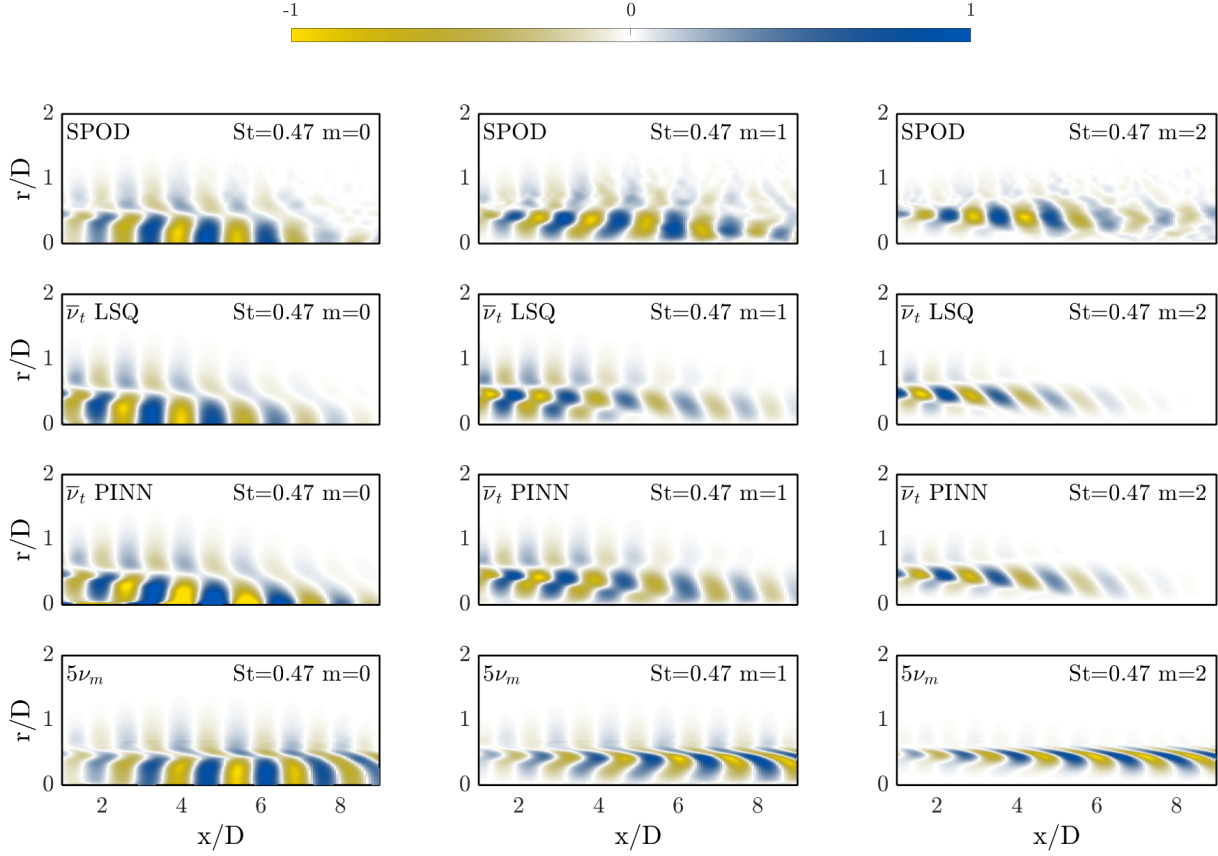 -1 0 1
2 SPOD St=0.47 m=0 2 SPOD St=0.47 m=1 2 SPOD St=0.47 m=2
r/D 1 1 1
0 0 0
2 ν̅ₜ LSQ St=0.47 m=0 2 ν̅ₜ LSQ St=0.47 m=1 2 ν̅ₜ LSQ St=0.47 m=2
r/D 1 1 1
0 0 0
2 ν̅ₜ PINN St=0.47 m=0 2 ν̅ₜ PINN St=0.47 m=1 2 ν̅ₜ PINN St=0.47 m=2
r/D 1 1 1
0 0 0
2 5νₘ St=0.47 m=0 2 5νₘ St=0.47 m=1 2 5νₘ St=0.47 m=2
r/D 1 1 1
0 0 0
2 4 6 8 2 4 6 8 2 4 6 8
x/D x/D x/D